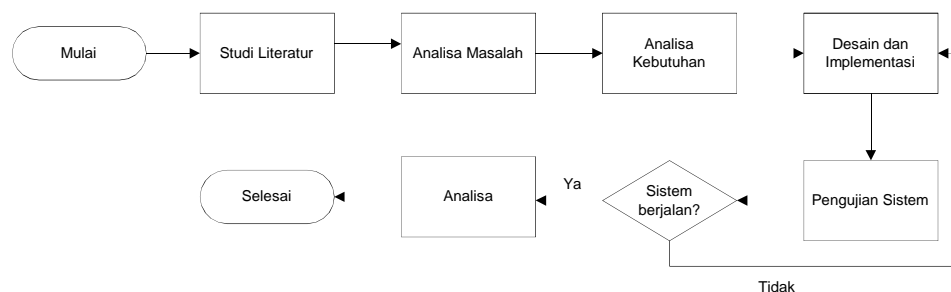 Mulai
Studi Literatur
Analisa Masalah
Analisa
Kebutuhan
Desain dan
Implementasi
Selesai
Analisa
Ya
Sistem
berjalan?
Pengujian Sistem
Tidak